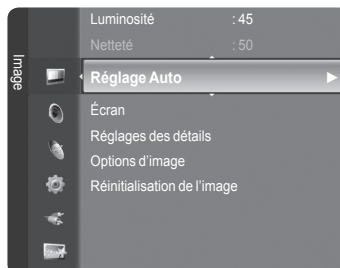 Image
Luminosité : 45
Netteté : 50
Réglage Auto
Écran
Réglages des détails
Options d'image
Réinitialisation de l'image